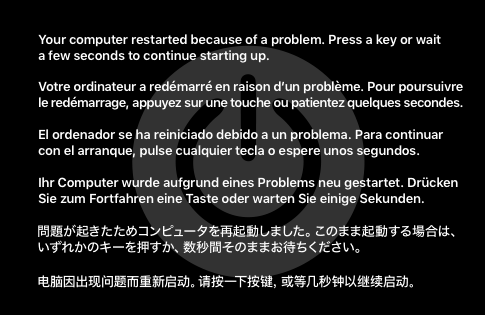 Your computer restarted because of a problem. Press a key or wait
a few seconds to continue starting up.
Votre ordinateur a redémarré en raison d'un problème. Pour poursuivre
le redémarrage, appuyez sur une touche ou patientez quelques secondes.
El ordenador se ha reiniciado debido a un problema. Para continuar
con el arranque, pulse cualquier tecla o espere unos segundos.
Ihr Computer wurde aufgrund eines Problems neu gestartet. Drücken
Sie zum Fortfahren eine Taste oder warten Sie einige Sekunden.
問題が起きたためコンピュータを再起動しました。このまま起動する場合は、
いずれかのキーを押すか、数秒間そのままお待ちください。
电脑因出现问题而重新启动。请按一下按键，或等几秒钟以继续启动。